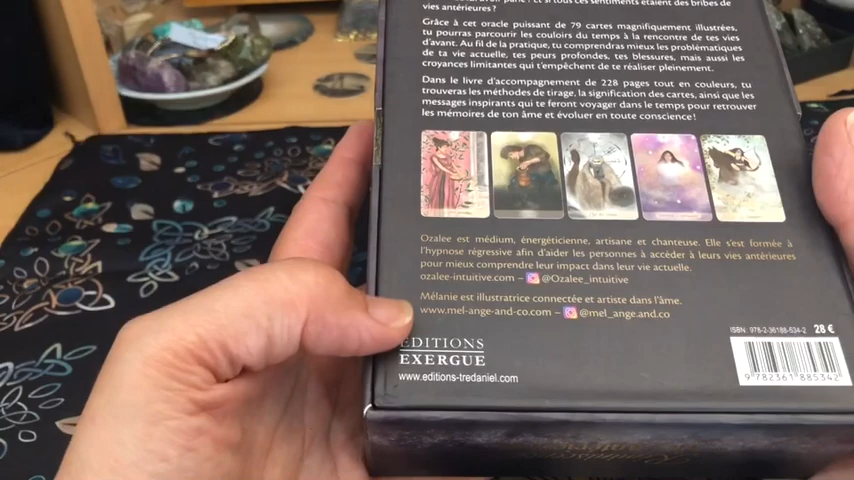 vies antérieures ?
Grâce à cet oracle puissant de 79 cartes magnifiquement illustrées,
tu pourras parcourir les couloirs du temps à la rencontre de tes vies
d'avant. Au fil de la pratique, tu comprendras mieux les problématiques
de ta vie actuelle, tes peurs profondes, tes blessures, mais aussi les
croyances limitantes qui t'empêchent de te réaliser pleinement.
Dans le livre d'accompagnement de 228 pages tout en couleurs, tu
trouveras les méthodes de tirage, la signification des cartes, ainsi que les
messages inspirants qui te feront voyager dans le temps pour retrouver
les mémoires de ton âme et évoluer en toute conscience !
Ozalee est médium, énergéticienne, artisane et chanteuse. Elle s'est formée à
l'hypnose régressive afin d'aider les personnes à accéder à leurs vies antérieures
pour mieux comprendre leur impact dans leur vie actuelle.
ozalee-intuitive.com – @Ozalee_intuitive
Mélanie est illustratrice connectée et artiste dans l'âme.
www.mel-ange-and-co.com – @mel_ange.and.co
EDITIONS
EXERGUE
www.editions-tredaniel.com
ISBN: 978-2-36188-534-2 28 €
9 782361 885342